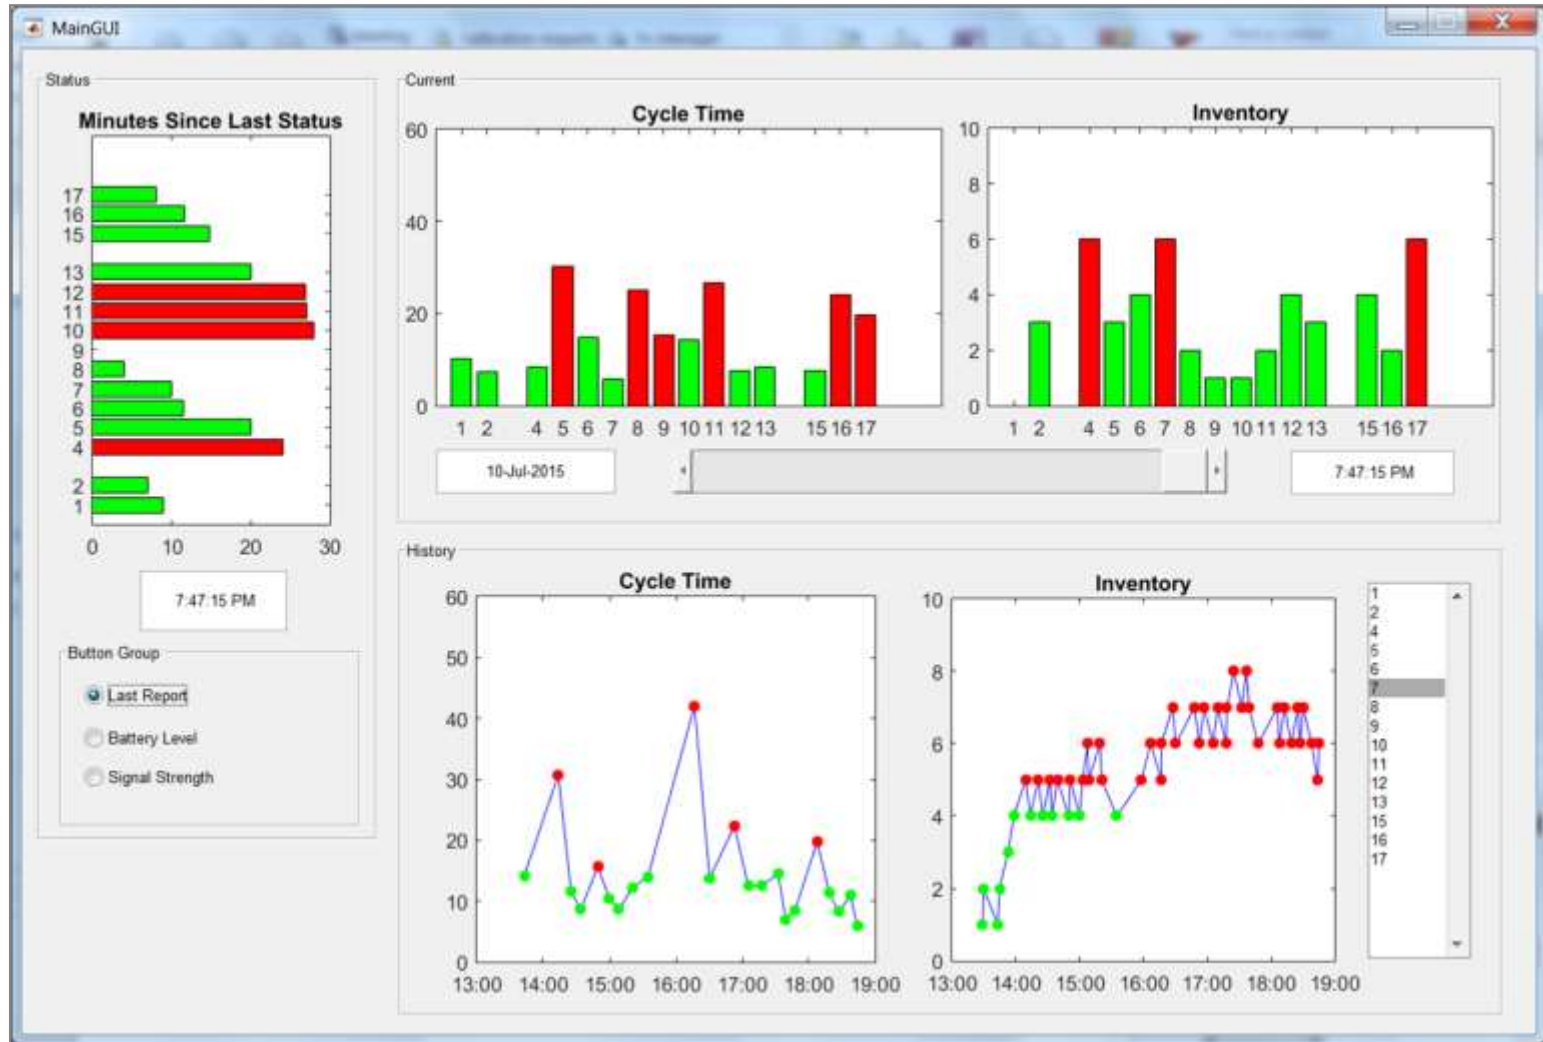 MainGUI
Status
Minutes Since Last Status
17
16
15
13
12
11
10
9
8
7
6
5
4
2
1
0 10 20 30
7:47:15 PM
Button Group
Last Report
Battery Level
Signal Strength
Current
Cycle Time
60
40
20
0
1 2 4 5 6 7 8 9 10 11 12 13 15 16 17
Inventory
10
8
6
4
2
0
1 2 4 5 6 7 8 9 10 11 12 13 15 16 17
10-Jul-2015
7:47:15 PM
History
Cycle Time
60
50
40
30
20
10
0
13:00 14:00 15:00 16:00 17:00 18:00 19:00
Inventory
10
8
6
4
2
0
13:00 14:00 15:00 16:00 17:00 18:00 19:00
1
2
4
5
6
7
8
9
10
11
12
13
15
16
17